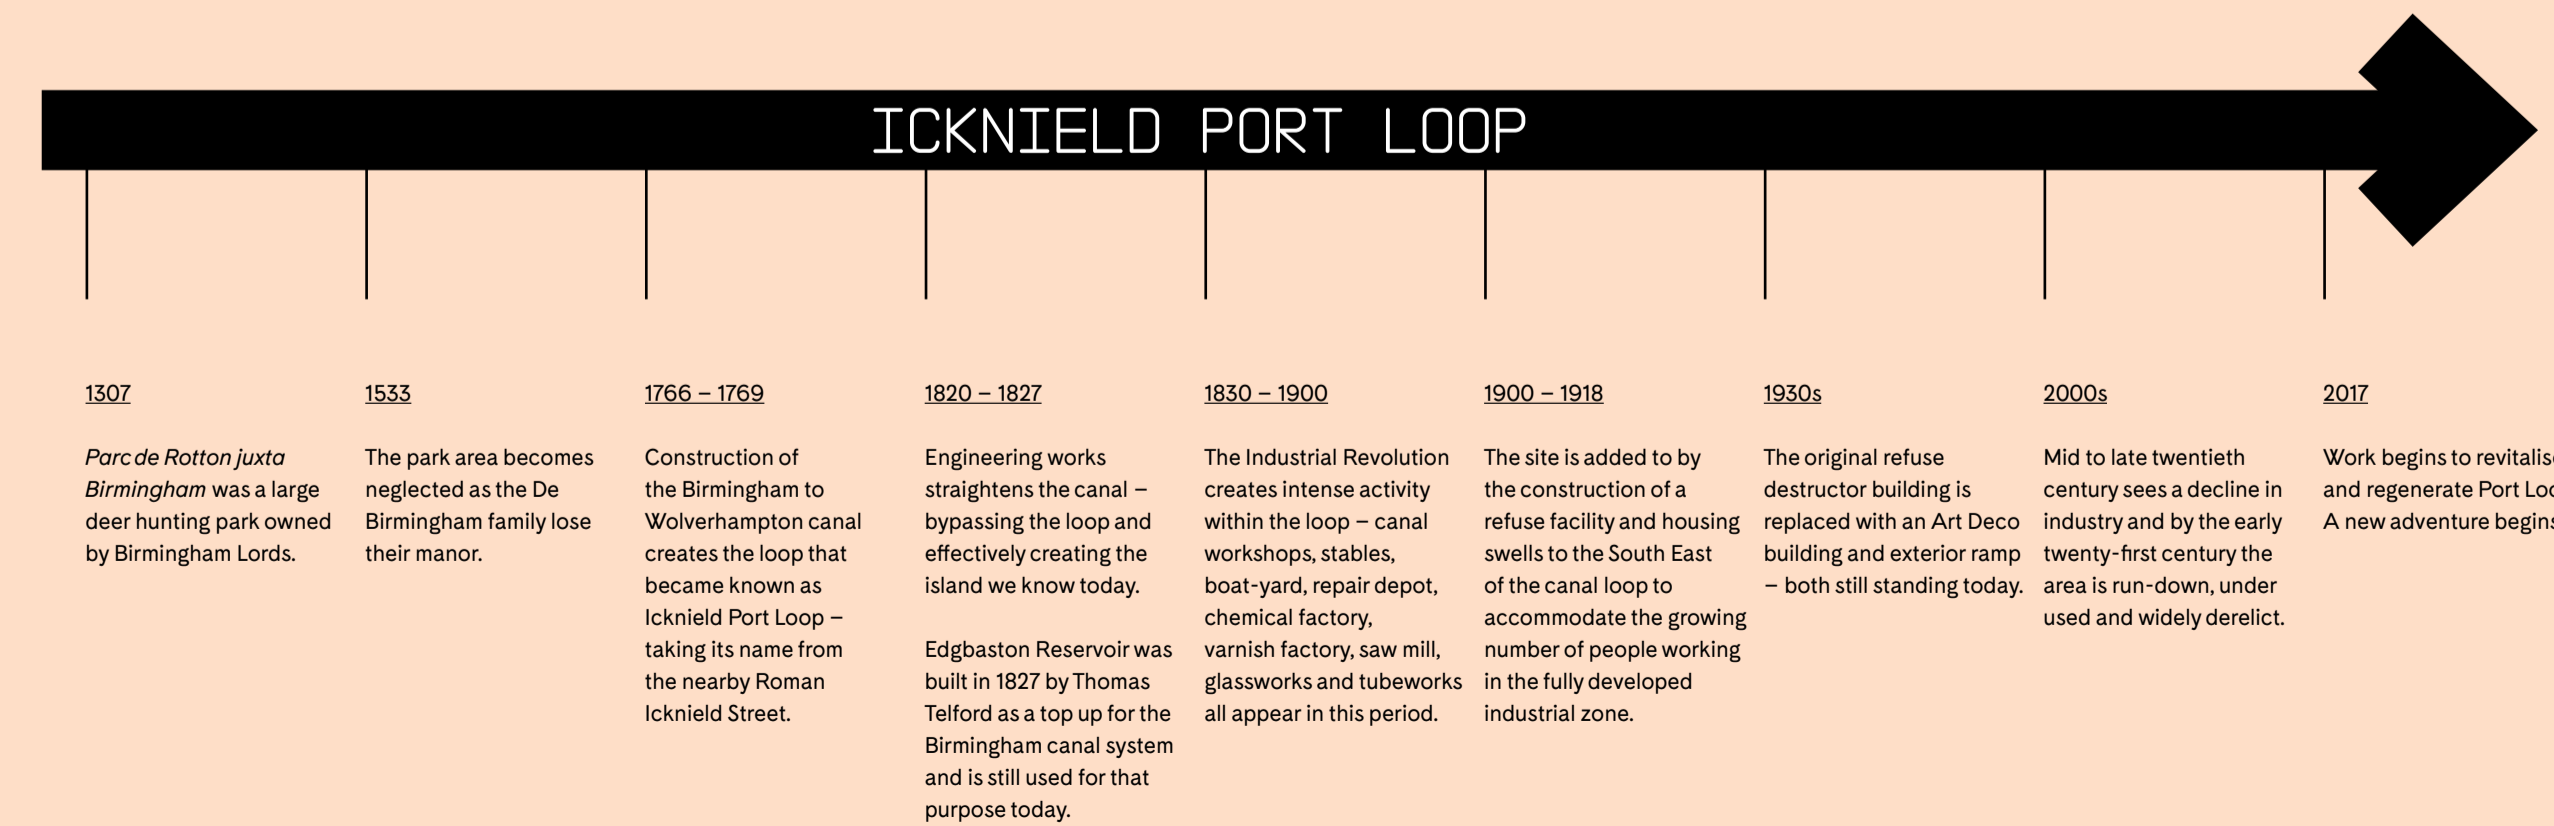 ICKNIELD PORT LOOP
1307
Parc de Rotton juxta
Birmingham was a large
deer hunting park owned
by Birmingham Lords.
1533
The park area becomes
neglected as the De
Birmingham family lose
their manor.
1766 – 1769
Construction of
the Birmingham to
Wolverhampton canal
creates the loop that
became known as
Icknield Port Loop –
taking its name from
the nearby Roman
Icknield Street.
1820 – 1827
Engineering works
straightens the canal –
bypassing the loop and
effectively creating the
island we know today.
Edgbaston Reservoir was
built in 1827 by Thomas
Telford as a top up for the
Birmingham canal system
and is still used for that
purpose today.
1830 – 1900
The Industrial Revolution
creates intense activity
within the loop – canal
workshops, stables,
boat-yard, repair depot,
chemical factory,
varnish factory, saw mill,
glassworks and tubeworks
all appear in this period.
1900 – 1918
The site is added to by
the construction of a
refuse facility and housing
swells to the South East
of the canal loop to
accommodate the growing
number of people working
in the fully developed
industrial zone.
1930s
The original refuse
destructor building is
replaced with an Art Deco
building and exterior ramp
– both still standing today.
2000s
Mid to late twentieth
century sees a decline in
industry and by the early
twenty-first century the
area is run-down, under
used and widely derelict.
2017
Work begins to
and regenerate Port
A new adventure begins